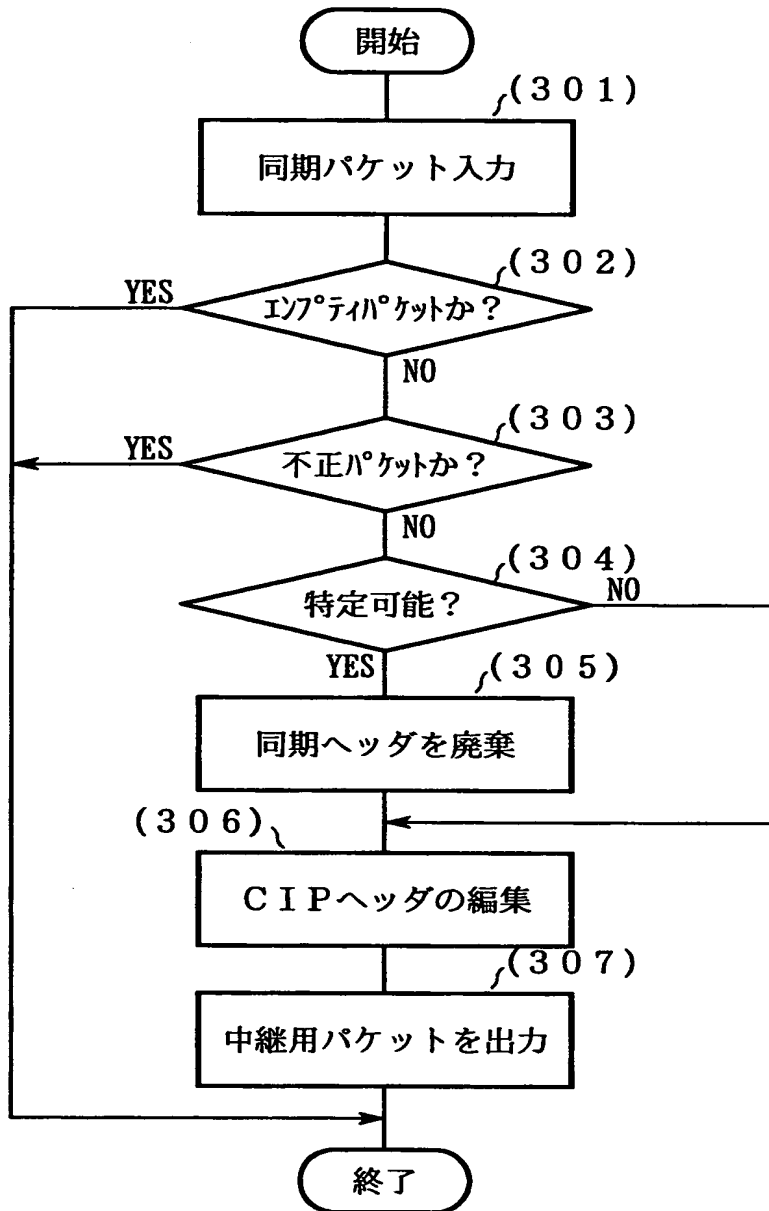 開始
(301)
同期パケット入力
(302)
YES
ｴﾝﾌﾟﾃｨﾊﾟｹｯﾄか？
NO
(303)
YES
不正ﾊﾟｹｯﾄか？
NO
(304)
特定可能？
NO
YES
(305)
同期ヘッダを廃棄
(306)
ＣＩＰヘッダの編集
(307)
中継用パケットを出力
終了